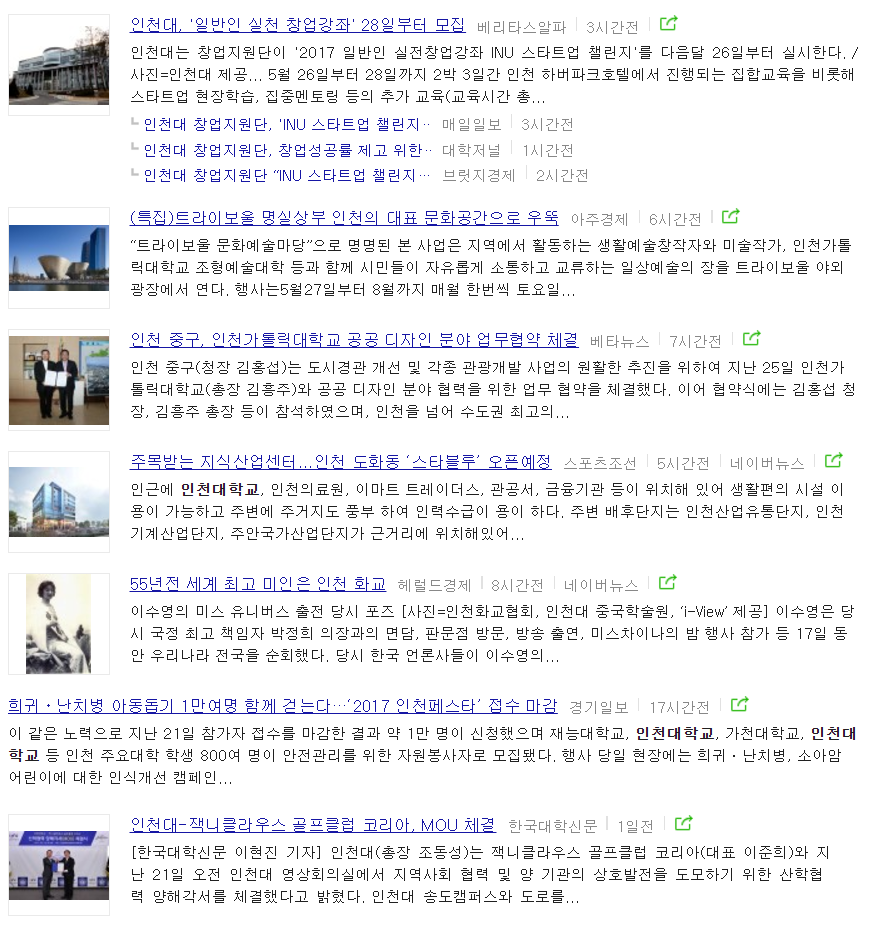 인천대, '일반인 실천 창업강좌' 28일부터 모집 베리타스알파 3시간전
인천대는 창업지원단이 '2017 일반인 실전창업강좌 INU 스타트업 챌린지'를 다음달 26일부터 실시한다. /
사진=인천대 제공... 5월 26일부터 28일까지 2박 3일간 인천 하버파크호텔에서 진행되는 집합교육을 비롯해
스타트업 현장학습, 집중멘토링 등의 추가 교육(교육시간 총...
인천대 창업지원단, 'INU 스타트업 챌린지·· 매일일보 3시간전
인천대 창업지원단, 창업성공률 제고 위한·· 대학저널 1시간전
인천대 창업지원단 “INU 스타트업 챌린지··· 브릿지경제 2시간전
(특집)트라이보울 명실상부 인천의 대표 문화공간으로 우뚝 아주경제 6시간전
“트라이보울 문화예술마당”으로 명명된 본 사업은 지역에서 활동하는 생활예술창작자와 미술작가, 인천가톨
릭대학교 조형예술대학 등과 함께 시민들이 자유롭게 소통하고 교류하는 일상예술의 장을 트라이보울 야외
광장에서 연다. 행사는5월27일부터 8월까지 매월 한번씩 토요일...
인천 중구, 인천가톨릭대학교 공공 디자인 분야 업무협약 체결 베타뉴스 7시간전
인천 중구(청장 김홍섭)는 도시경관 개선 및 각종 관광개발 사업의 원활한 추진을 위하여 지난 25일 인천가
톨릭대학교(총장 김흥주)와 공공 디자인 분야 협력을 위한 업무 협약을 체결했다. 이어 협약식에는 김홍섭 청
장, 김흥주 총장 등이 참석하였으며, 인천을 넘어 수도권 최고의...
주목받는 지식산업센터...인천 도화동 ‘스타블루’ 오픈예정 스포츠조선 5시간전 네이버뉴스
인근에 인천대학교, 인천의료원, 이마트 트레이더스, 관공서, 금융기관 등이 위치해 있어 생활편의 시설 이
용이 가능하고 주변에 주거지도 풍부 하여 인력수급이 용이 하다. 주변 배후단지는 인천산업유통단지, 인천
기계산업단지, 주안국가산업단지가 근거리에 위치해있어...
55년전 세계 최고 미인은 인천 화교 헤럴드경제 8시간전 네이버뉴스
이수영의 미스 유니버스 출전 당시 포즈 [사진=인천화교협회, 인천대 중국학술원, ‘i-View’ 제공] 이수영은 당
시 국정 최고 책임자 박정희 의장과의 면담, 판문점 방문, 방송 출연, 미스차이나의 밤 행사 참가 등 17일 동
안 우리나라 전국을 순회했다. 당시 한국 언론사들이 이수영의...
희귀·난치병 아동돕기 1만여명 함께 걷는다…‘2017 인천페스타’ 접수 마감 경기일보 17시간전
이 같은 노력으로 지난 21일 참가자 접수를 마감한 결과 약 1만 명이 신청했으며 재능대학교, 인천대학교, 가천대학교, 인천대
학교 등 인천 주요대학 학생 800여 명이 안전관리를 위한 자원봉사자로 모집됐다. 행사 당일 현장에는 희귀·난치병, 소아암
어린이에 대한 인식개선 캠페인...
인천대-잭니클라우스 골프클럽 코리아, MOU 체결 한국대학신문 1일전
[한국대학신문 이현진 기자] 인천대(총장 조동성)는 잭니클라우스 골프클럽 코리아(대표 이준희)와 지
난 21일 오전 인천대 영상회의실에서 지역사회 협력 및 양 기관의 상호발전을 도모하기 위한 산학협
력 양해각서를 체결했다고 밝혔다. 인천대 송도캠퍼스와 도로를...